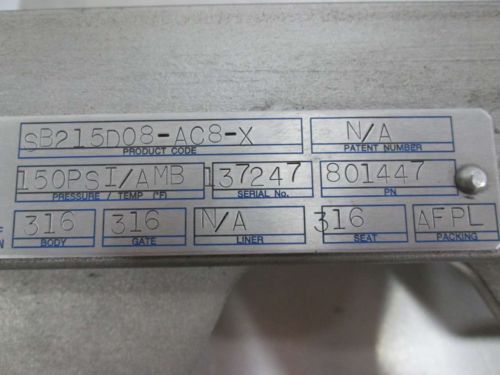 SB215D08-AC8-X N/A
PRODUCT CODE PATENT NUMBER
150PSI/AMB 137247 801447
PRESSURE / TEMP (°F) SERIAL No. PN
316 316 N/A 316 AFPL
BODY GATE LINER SEAT PACKING